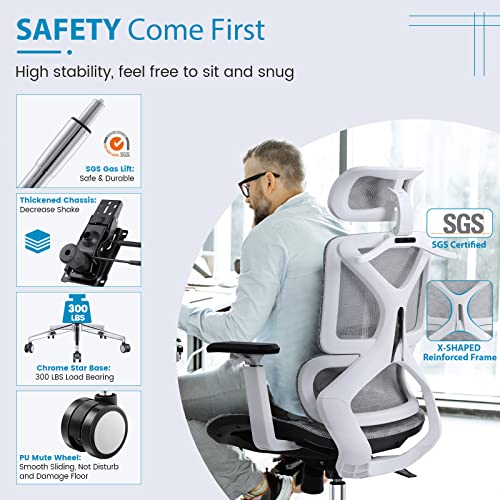 SAFETY Come First
High stability, feel free to sit and snug
SGS
SGS Gas Lift:
Safe & Durable
Thickened Chassis:
Decrease Shake
300
LBS
Chrome Star Base:
300 LBS Load Bearing
PU Mute Wheel:
Smooth Sliding, Not Disturb
and Damage Floor
SGS
SGS Certified
X-SHAPED
Reinforced Frame